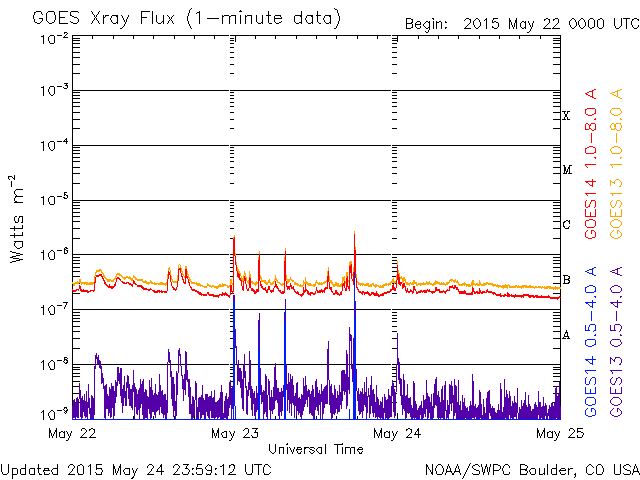 GOES Xray Flux (1-minute data)
Begin: 2015 May 22 0000 UTC
10-2
10-3
10-4
10-5
10-6
10-7
10-8
10-9
Watts m-2
X
M
C
B
A
GOES14 1.0-8.0 A
GOES13 1.0-8.0 A
GOES14 0.5-4.0 A
GOES13 0.5-4.0 A
May 22
May 23
May 24
May 25
Universal Time
Updated 2015 May 24 23:59:12 UTC
NOAA/SWPC Boulder, CO USA